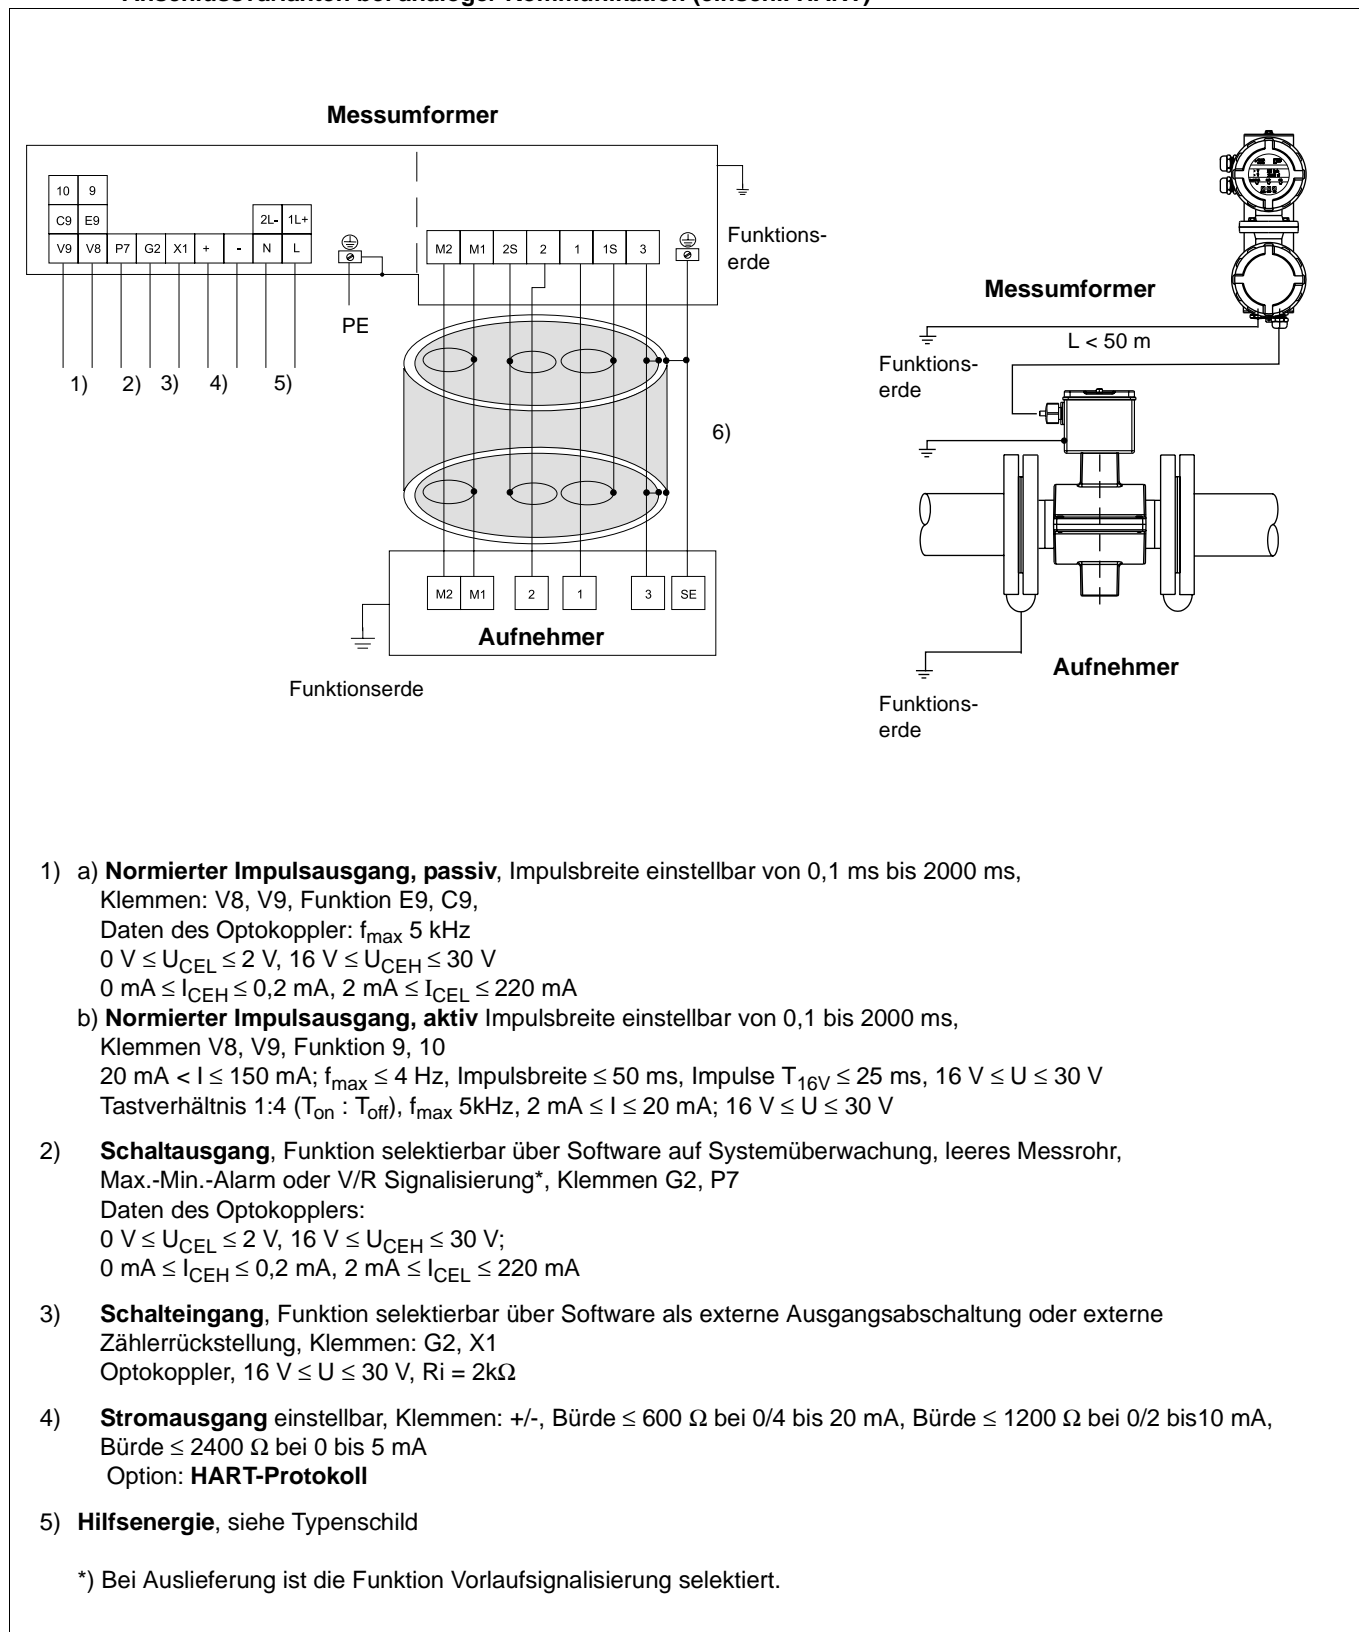 Messumformer
10 9
C9 E9 2L- 1L+
V9 V8 P7 G2 X1 + - N L
M2 M1 2S 2 1 1S 3
Funktions-
erde
PE
1) 2) 3) 4) 5)
6)
M2 M1 2 1 3 SE
Aufnehmer
Funktionserde
Messumformer
L < 50 m
Funktions-
erde
Aufnehmer
Funktions-
erde
1) a) Normierter Impulsausgang, passiv, Impulsbreite einstellbar von 0,1 ms bis 2000 ms,
Klemmen: V8, V9, Funktion E9, C9,
Daten des Optokoppler: fmax 5 kHz
0 V ≤ UCEL ≤ 2 V, 16 V ≤ UCEH ≤ 30 V
0 mA ≤ ICEH ≤ 0,2 mA, 2 mA ≤ ICEL ≤ 220 mA
b) Normierter Impulsausgang, aktiv Impulsbreite einstellbar von 0,1 bis 2000 ms,
Klemmen V8, V9, Funktion 9, 10
20 mA < I ≤ 150 mA; fmax ≤ 4 Hz, Impulsbreite ≤ 50 ms, Impulse T16V ≤ 25 ms, 16 V ≤ U ≤ 30 V
Tastverhältnis 1:4 (Ton : Toff), fmax 5kHz, 2 mA ≤ I ≤ 20 mA; 16 V ≤ U ≤ 30 V
2) Schaltausgang, Funktion selektierbar über Software auf Systemüberwachung, leeres Messrohr,
Max.-Min.-Alarm oder V/R Signalisierung*, Klemmen G2, P7
Daten des Optokopplers:
0 V ≤ UCEL ≤ 2 V, 16 V ≤ UCEH ≤ 30 V;
0 mA ≤ ICEH ≤ 0,2 mA, 2 mA ≤ ICEL ≤ 220 mA
3) Schalteingang, Funktion selektierbar über Software als externe Ausgangsabschaltung oder externe
Zählerrückstellung, Klemmen: G2, X1
Optokoppler, 16 V ≤ U ≤ 30 V, Ri = 2kΩ
4) Stromausgang einstellbar, Klemmen: +/-, Bürde ≤ 600 Ω bei 0/4 bis 20 mA, Bürde ≤ 1200 Ω bei 0/2 bis10 mA,
Bürde ≤ 2400 Ω bei 0 bis 5 mA
Option: HART-Protokoll
5) Hilfsenergie, siehe Typenschild
*) Bei Auslieferung ist die Funktion Vorlaufsignalisierung selektiert.